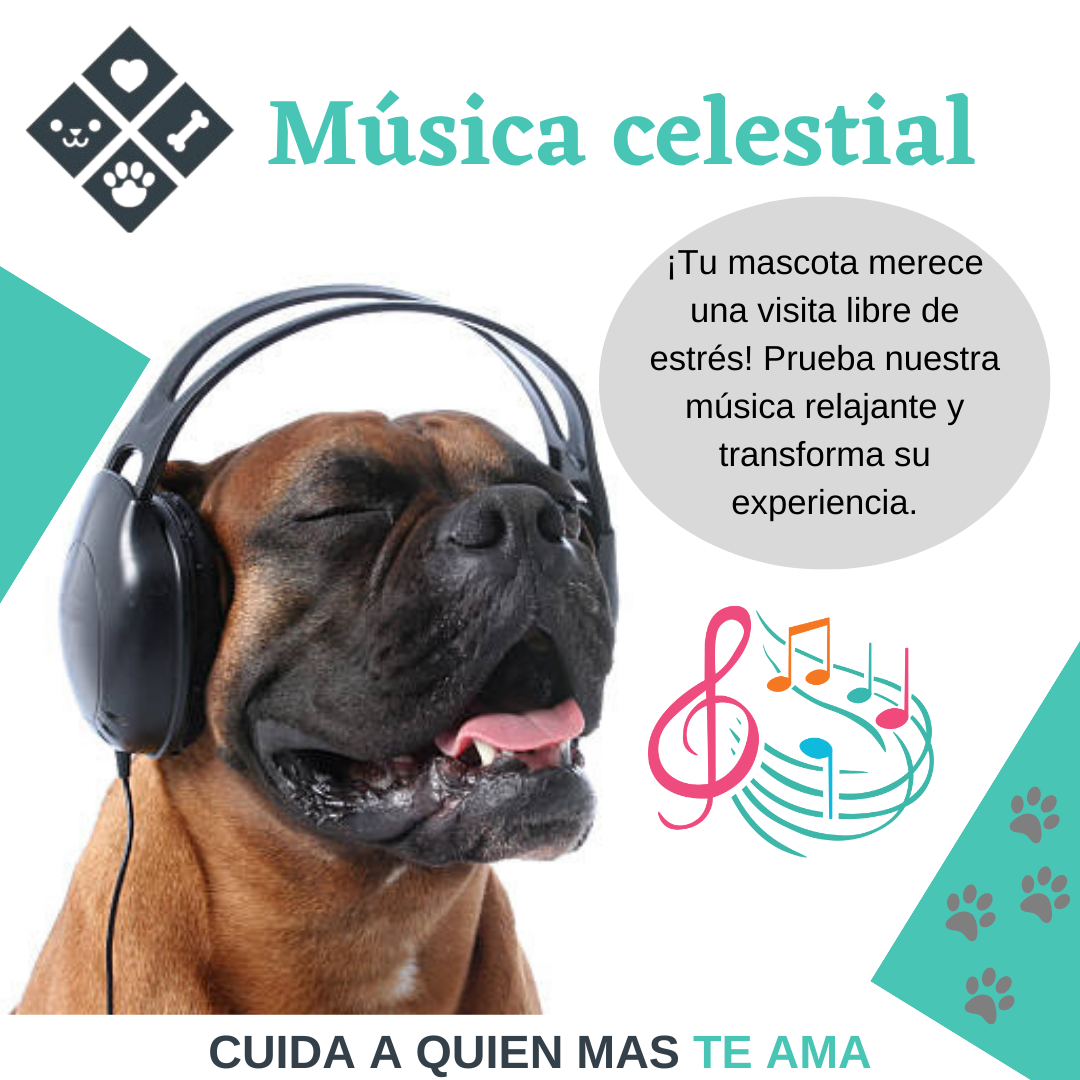 Música celestial
¡Tu mascota merece
una visita libre de
estrés! Prueba nuestra
música relajante y
transforma su
experiencia.
CUIDA A QUIEN MAS TE AMA